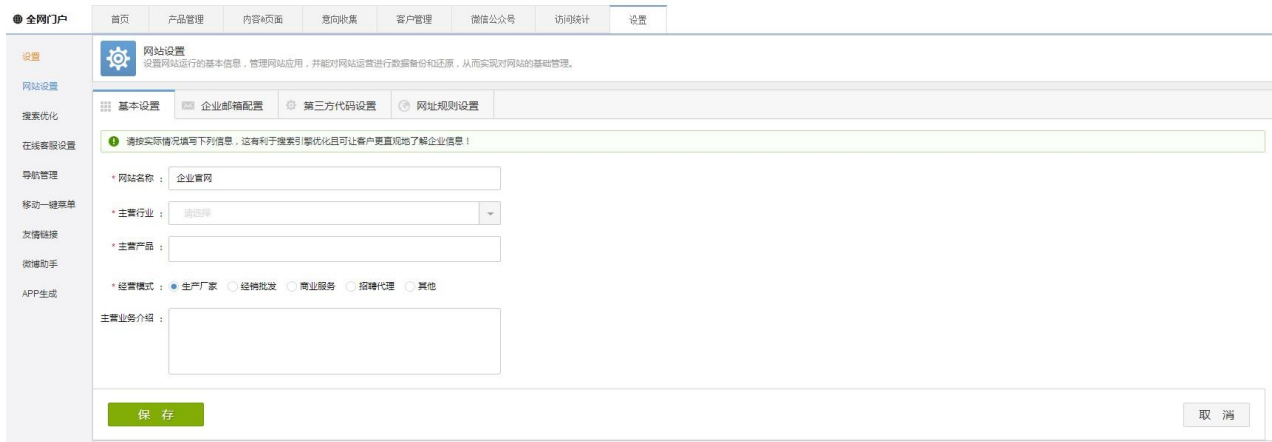 全网门户 首页 产品管理 内容&页面 意向收集 客户管理 微信公众号 访问统计 设置
设置
网站设置
搜索优化
在线客服设置
导航管理
移动一键菜单
友情链接
微博助手
APP生成
网站设置
设置网站运行的基本信息，管理网站应用，并能对网站运营进行数据备份和还原，从而实现对网站的基础管理。
基本设置 企业邮箱配置 第三方代码设置 网址规则设置
请按实际情况填写下列信息，这有利于搜索引擎优化且可让客户更直观地了解企业信息！
* 网站名称： 企业官网
* 主营行业： 请选择
* 主营产品：
* 经营模式： 生产厂家 经销批发 商业服务 招聘代理 其他
主营业务介绍：
保 存 取 消